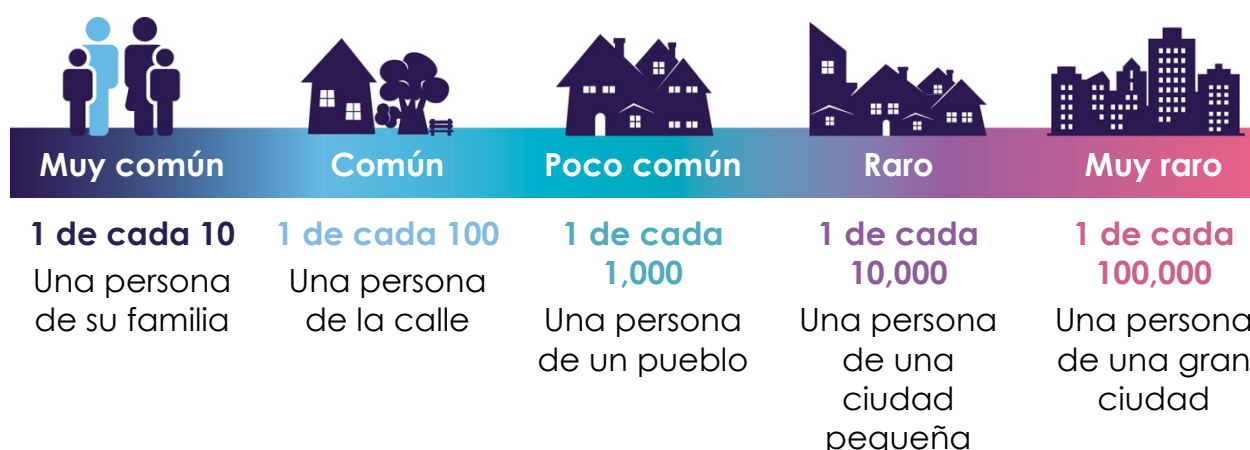 Muy común
Común
Poco común
Raro
Muy raro
1 de cada 10
Una persona
de su familia
1 de cada 100
Una persona
de la calle
1 de cada
1,000
Una persona
de un pueblo
1 de cada
10,000
Una persona
de una
ciudad
pequeña
1 de cada
100,000
Una persona
de una gran
ciudad